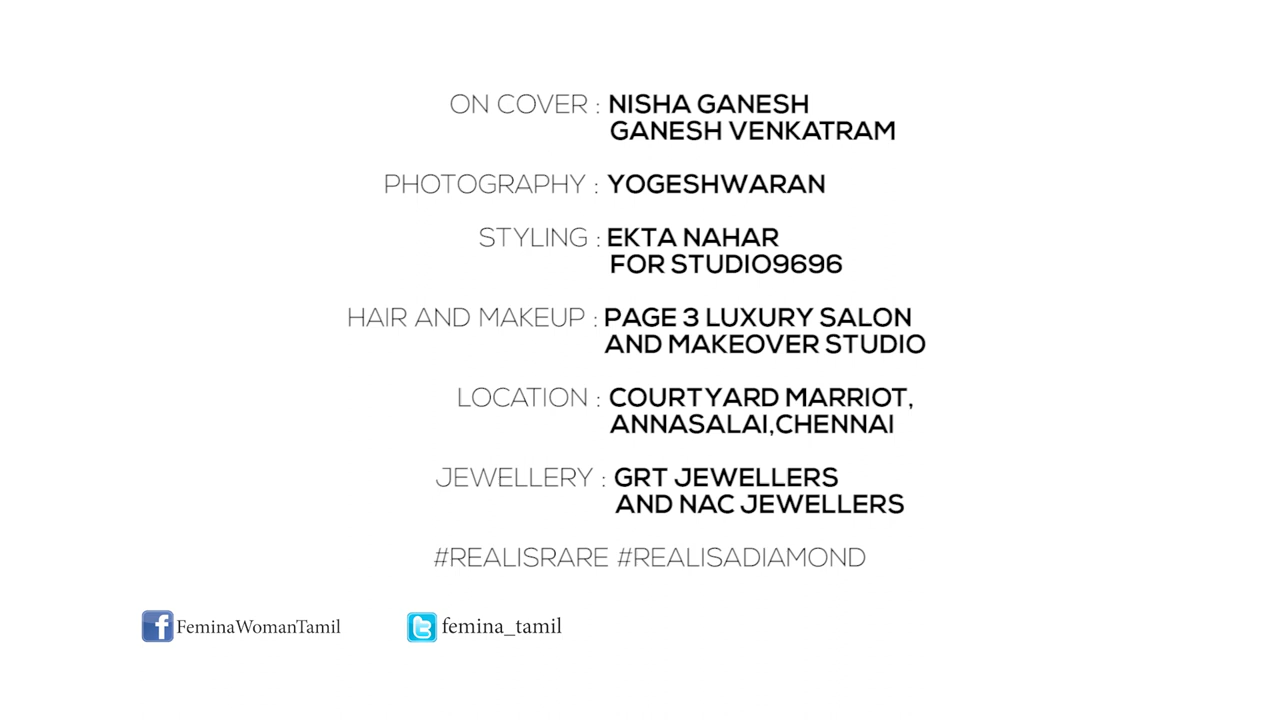 ON COVER : NISHA GANESH
GANESH VENKATRAM
PHOTOGRAPHY : YOGESHWARAN
STYLING : EKTA NAHAR
FOR STUDIO9696
HAIR AND MAKEUP : PAGE 3 LUXURY SALON
AND MAKEOVER STUDIO
LOCATION : COURTYARD MARRIOT,
ANNASALAI,CHENNAI
JEWELLERY : GRT JEWELLERS
AND NAC JEWELLERS
#REALISRARE #REALISADIAMOND
f FeminaWomanTamil t femina_tamil